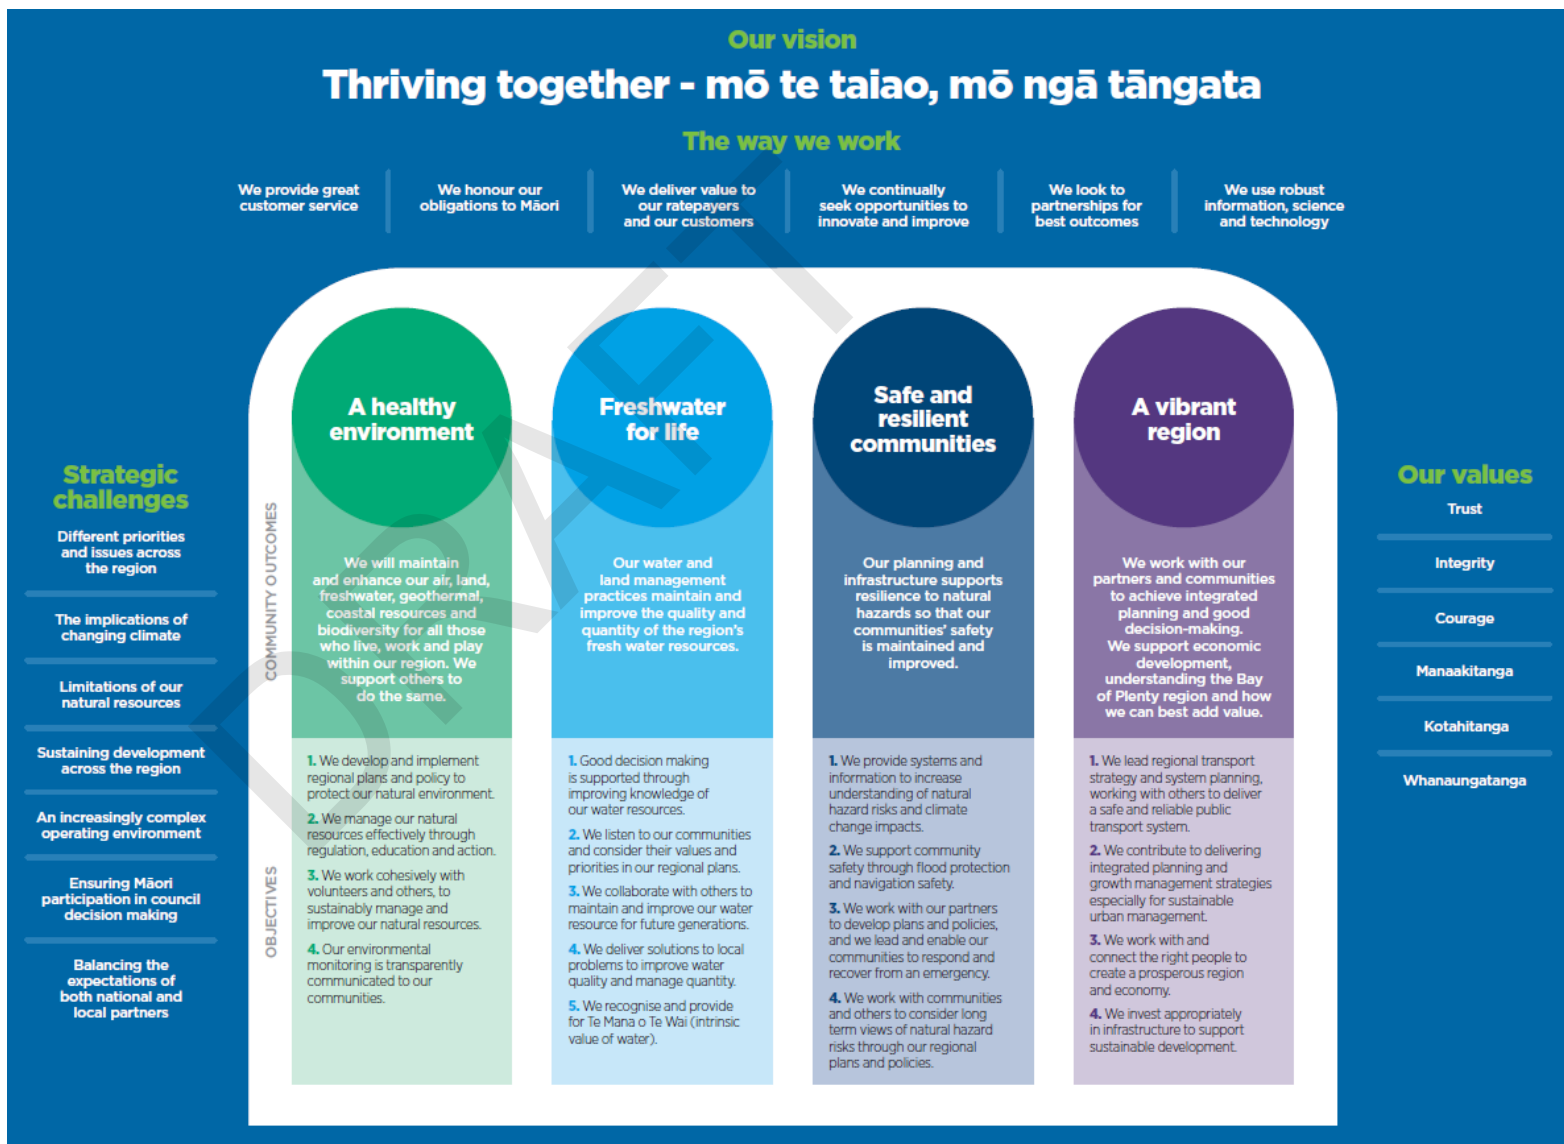 Our vision
Thriving together - mō te taiao, mō ngā tāngata
The way we work
We provide great
customer service
We honour our
obligations to Māori
We deliver value to
our ratepayers
and our customers
We continually
seek opportunities to
innovate and improve
We look to
partnerships for
best outcomes
We use robust
information, science
and technology
Strategic
challenges
Different priorities
and issues across
the region
The implications of
changing climate
Limitations of our
natural resources
Sustaining development
across the region
An increasingly complex
operating environment
Ensuring Māori
participation in council
decision making
Balancing the
expectations of
both national and
local partners
COMMUNITY OUTCOMES
OBJECTIVES
A healthy
environment
We will maintain
and enhance our air, land,
freshwater, geothermal,
coastal resources and
biodiversity for all those
who live, work and play
within our region. We
support others to
do the same.
1. We develop and implement
regional plans and policy to
protect our natural environment.
2. We manage our natural
resources effectively through
regulation, education and action.
3. We work cohesively with
volunteers and others, to
sustainably manage and
improve our natural resources.
4. Our environmental
monitoring is transparently
communicated to our
communities.
Freshwater
for life
Our water and
land management
practices maintain and
improve the quality and
quantity of the region's
fresh water resources.
1. Good decision making
is supported through
improving knowledge of
our water resources.
2. We listen to our communities
and consider their values and
priorities in our regional plans.
3. We collaborate with others to
maintain and improve our water
resource for future generations.
4. We deliver solutions to local
problems to improve water
quality and manage quantity.
5. We recognise and provide
for Te Mana o Te Wai (intrinsic
value of water).
Safe and
resilient
communities
Our planning and
infrastructure supports
resilience to natural
hazards so that our
communities' safety
is maintained and
improved.
1. We provide systems and
information to increase
understanding of natural
hazard risks and climate
change impacts.
2. We support community
safety through flood protection
and navigation safety.
3. We work with our partners
to develop plans and policies,
and we lead and enable our
communities to respond and
recover from an emergency.
4. We work with communities
and others to consider long
term views of natural hazard
risks through our regional
plans and policies.
A vibrant
region
We work with our
partners and communities
to achieve integrated
planning and good
decision-making.
We support economic
development,
understanding the Bay
of Plenty region and how
we can best add value.
1. We lead regional transport
strategy and system planning,
working with others to deliver
a safe and reliable public
transport system.
2. We contribute to delivering
integrated planning and
growth management strategies
especially for sustainable
urban management.
3. We work with and
connect the right people to
create a prosperous region
and economy.
4. We invest appropriately
in infrastructure to support
sustainable development.
Our values
Trust
Integrity
Courage
Manaakitanga
Kotahitanga
Whanaungatanga
DRAFT